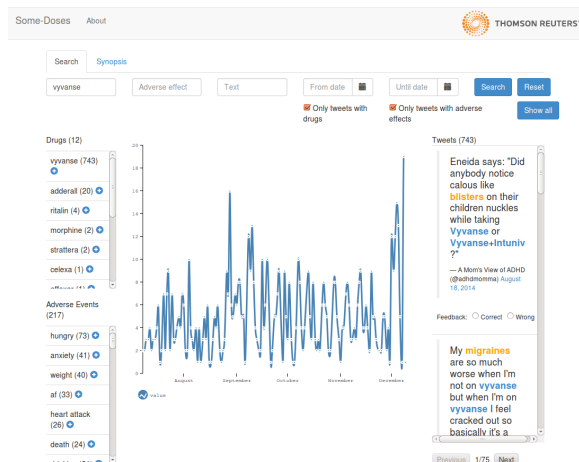 Some-Doses About
THOMSON REUTERS
Search Synopsis
vyvanse Adverse effect Text From date Until date Search Reset
Only tweets with drugs
Only tweets with adverse effects
Show all
Drugs (12)
vyvanse (743)
adderall (20)
ritalin (4)
morphine (2)
strattera (2)
celexa (1)
Adverse Events
(217)
hungry (73)
anxiety (41)
weight (40)
af (33)
heart attack
(26)
death (24)
20
18
16
14
12
10
8
6
4
2
0
August September October November December
value
Tweets (743)
Eneida says: "Did
anybody notice
calous like
blisters on their
children nuckles
while taking
Vyvanse or
Vyvanse+Intuniv
?"
— A Mom's View of ADHD
(@adhdmomma) August
18, 2014
Feedback: Correct Wrong
My migraines
are so much
worse when I'm
not on vyvanse
but when I'm on
vyvanse I feel
cracked out so
basically it's a
Previous 1/75 Next